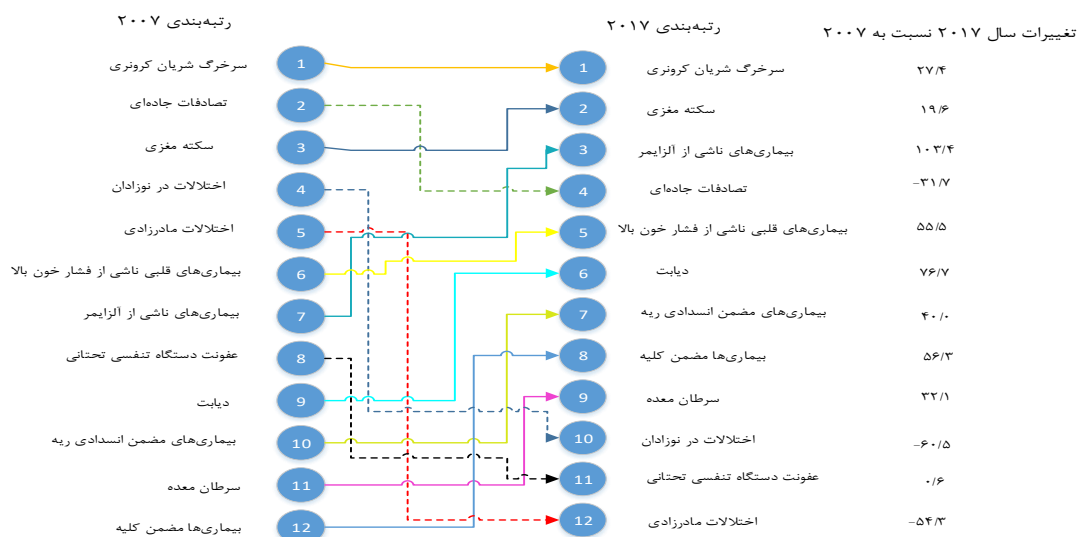 رتبه‌بندی ۲۰۰۷
رتبه‌بندی ۲۰۱۷
تغییرات سال ۲۰۱۷ نسبت به ۲۰۰۷
سرخرگ شریان کرونری
1
1
سرخرگ شریان کرونری
۲۷/۴
تصادفات جاده‌ای
2
2
سکته مغزی
۱۹/۶
سکته مغزی
3
3
بیماری‌های ناشی از آلزایمر
۱۰۳/۴
اختلالات در نوزادان
4
4
تصادفات جاده‌ای
-۳۱/۷
اختلالات مادرزادی
5
5
بیماری‌های قلبی ناشی از فشار خون بالا
۵۵/۵
بیماری‌های قلبی ناشی از فشار خون بالا
6
6
دیابت
۷۶/۷
بیماری‌های ناشی از آلزایمر
7
7
بیماری‌های مضمن انسدادی ریه
۴۰/۰
عفونت دستگاه تنفسی تحتانی
8
8
بیماری‌ها مضمن کلیه
۵۶/۳
دیابت
9
9
سرطان معده
۳۲/۱
بیماری‌های مضمن انسدادی ریه
10
10
اختلالات در نوزادان
-۶۰/۵
سرطان معده
11
11
عفونت دستگاه تنفسی تحتانی
۰/۶
بیماری‌ها مضمن کلیه
12
12
اختلالات مادرزادی
-۵۴/۳